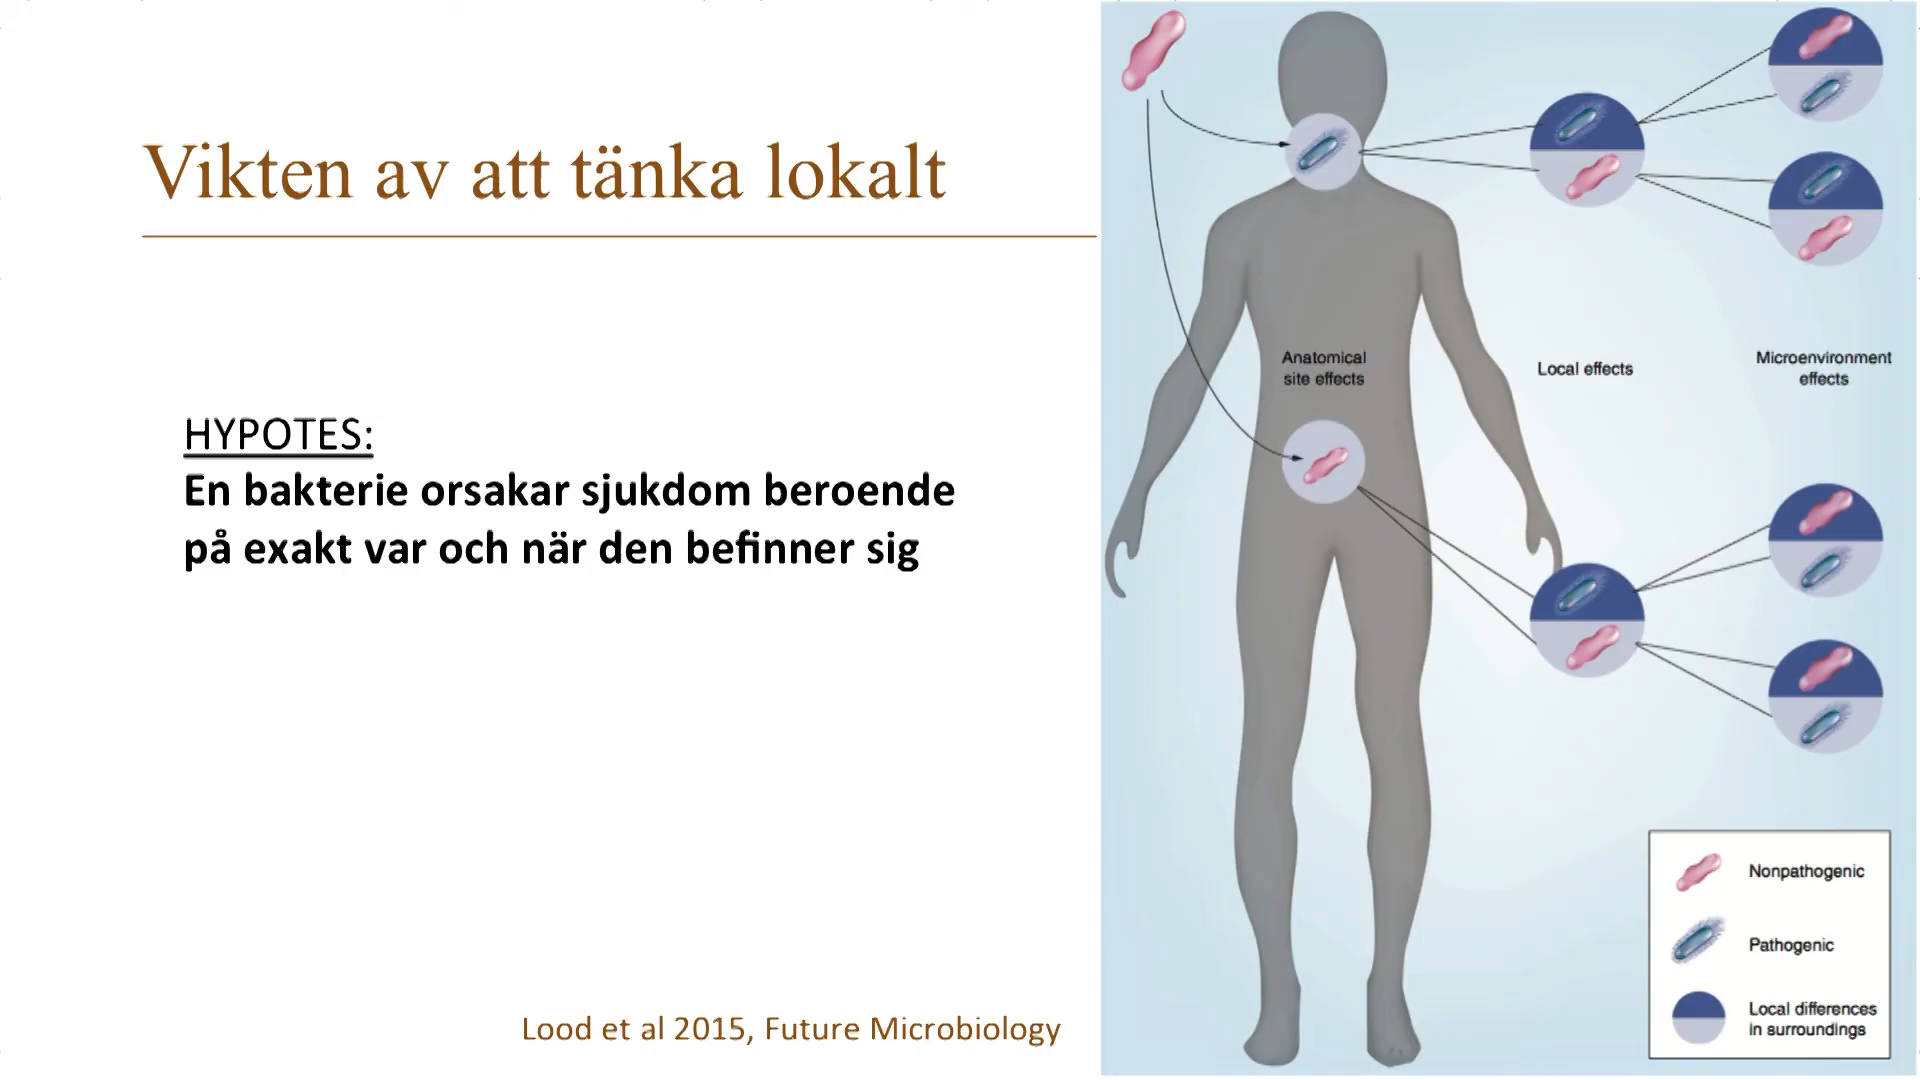 Vikten av att tänka lokalt
HYPOTES:
En bakterie orsakar sjukdom beroende
på exakt var och när den befinner sig
Lood et al 2015, Future Microbiology
Anatomical
site effects
Local effects
Microenvironment
effects
Nonpathogenic
Pathogenic
Local differences
in surroundings